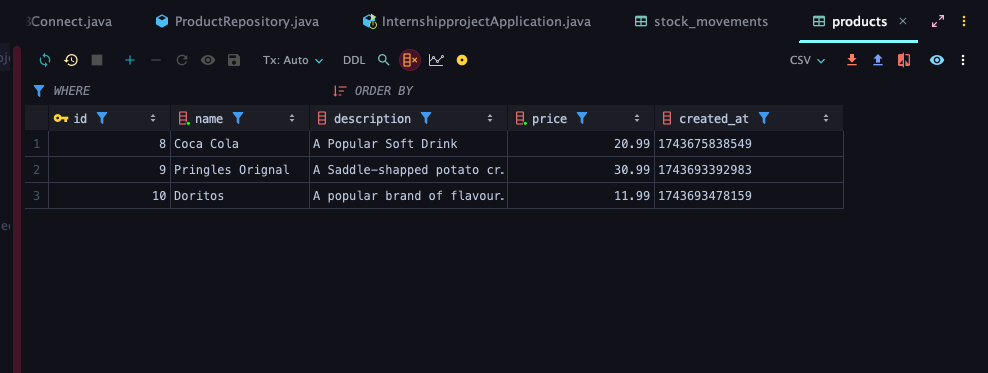 BConnect.java ProductRepository.java InternshipprojectApplication.java stock_movements products
Tx: Auto DDL CSV
WHERE ORDER BY
id name description price created_at
1 8 Coca Cola A Popular Soft Drink 20.99 1743675838549
2 9 Pringles Orignal A Saddle-shapped potato cr… 30.99 1743693392983
3 10 Doritos A popular brand of flavour… 11.99 1743693478159